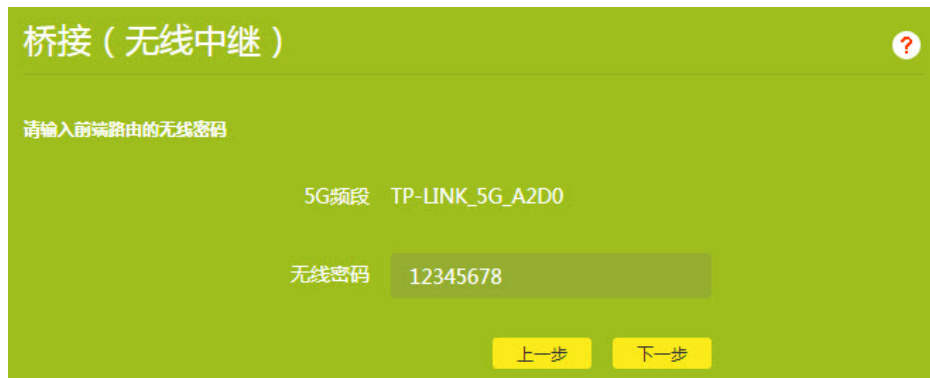 桥接（无线中继）
?
请输入前端路由的无线密码
5G频段 TP-LINK_5G_A2D0
无线密码 12345678
上一步 下一步